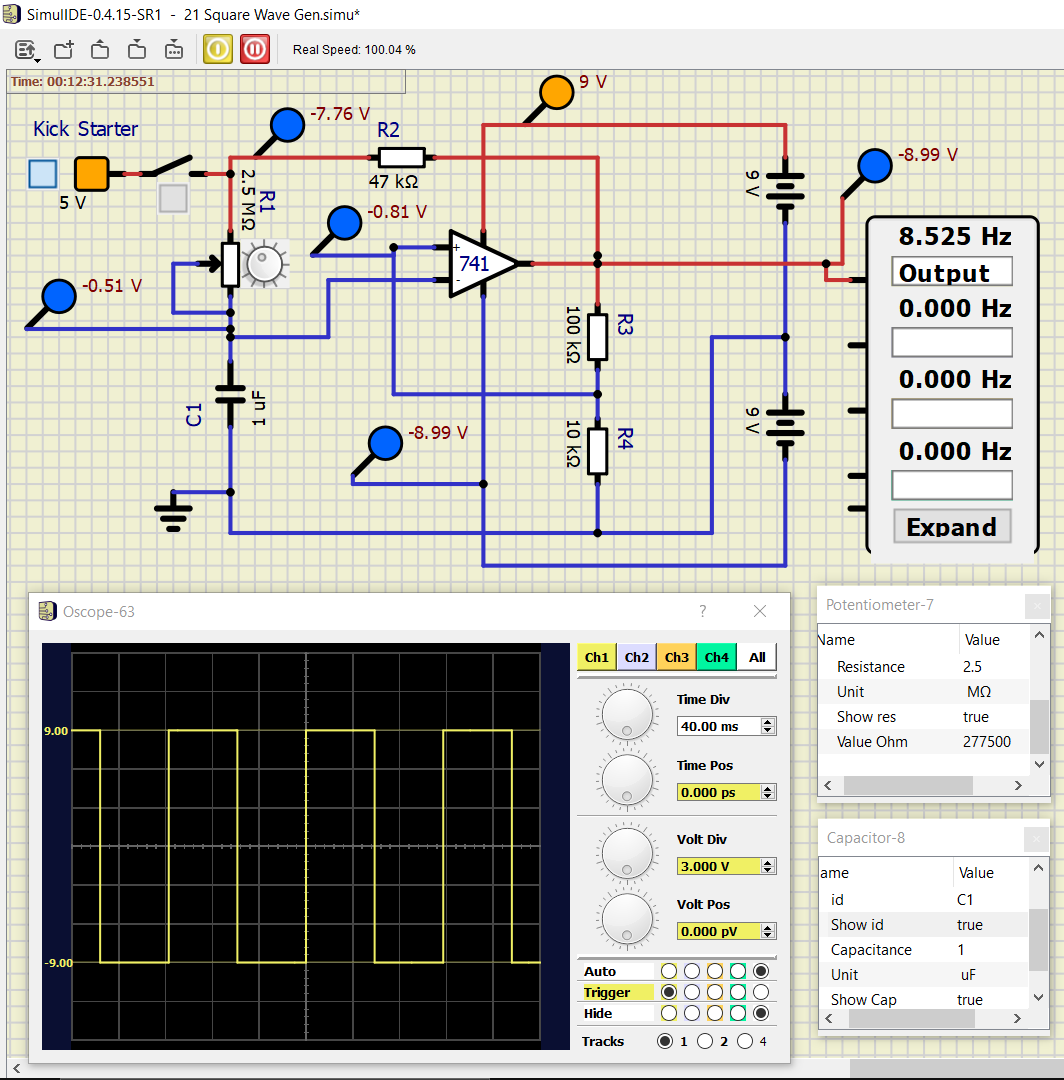 SimulIDE-0.4.15-SR1 - 21 Square Wave Gen.simu*
Real Speed: 100.04 %
Time: 00:12:31.238551
Kick Starter
5 V
-7.76 V
R2
47 kΩ
9 V
-8.99 V
2.5 MΩ
R1
-0.81 V
+
741
-
-0.51 V
9 V
8.525 Hz
Output
0.000 Hz
0.000 Hz
0.000 Hz
Expand
100 kΩ
R3
C1
1 uF
-8.99 V
10 kΩ
R4
9 V
Oscope-63
?
9.00
-9.00
Ch1 Ch2 Ch3 Ch4 All
Time Div
40.00 ms
Time Pos
0.000 ps
Volt Div
3.000 V
Volt Pos
0.000 pV
Auto
Trigger
Hide
Tracks 1 2 4
Potentiometer-7
Name Value
Resistance 2.5
Unit MΩ
Show res true
Value Ohm 277500
Capacitor-8
ame Value
id C1
Show id true
Capacitance 1
Unit uF
Show Cap true